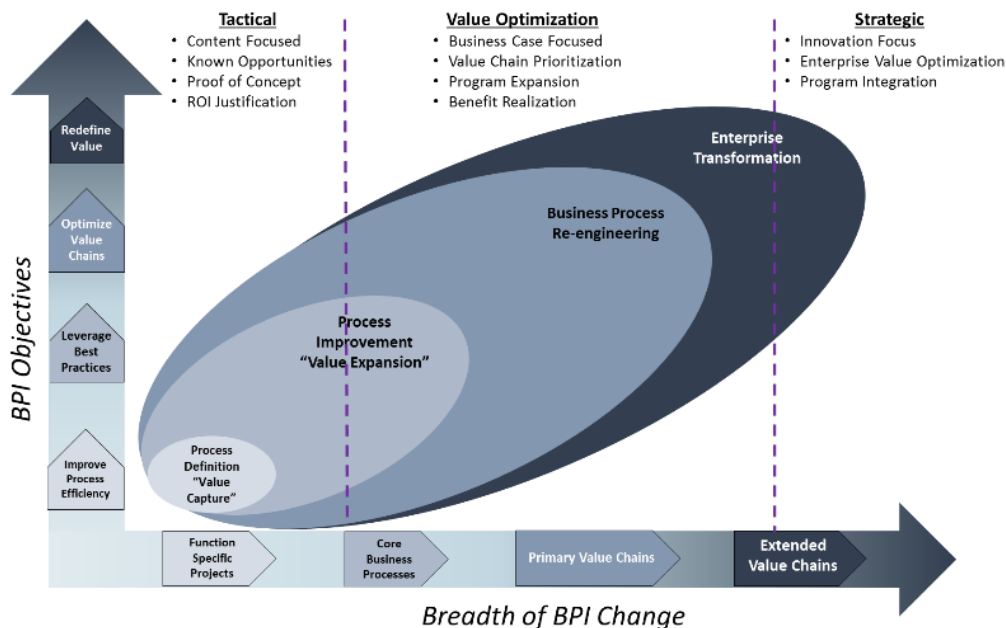 Tactical
• Content Focused
• Known Opportunities
• Proof of Concept
• ROI Justification
Value Optimization
• Business Case Focused
• Value Chain Prioritization
• Program Expansion
• Benefit Realization
Strategic
• Innovation Focus
• Enterprise Value Optimization
• Program Integration
BPI Objectives
Redefine
Value
Optimize
Value
Chains
Leverage
Best
Practices
Improve
Process
Efficiency
Enterprise
Transformation
Business Process
Re-engineering
Process
Improvement
“Value Expansion”
Process
Definition
“Value
Capture”
Function
Specific
Projects
Core
Business
Processes
Primary Value Chains
Extended
Value Chains
Breadth of BPI Change